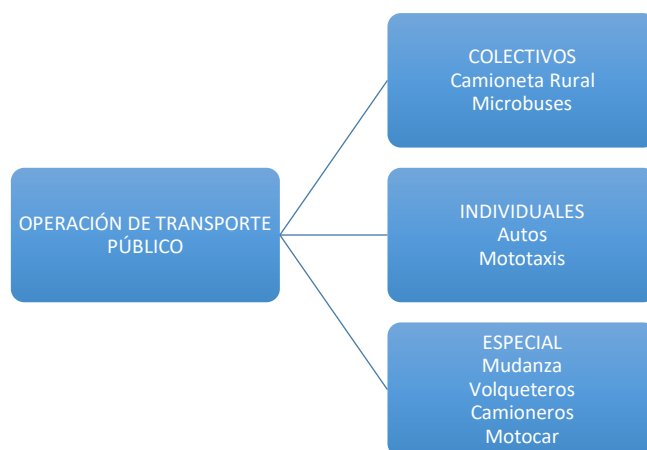 COLECTIVOS
Camioneta Rural
Microbuses
OPERACIÓN DE TRANSPORTE
PÚBLICO
INDIVIDUALES
Autos
Mototaxis
ESPECIAL
Mudanza
Volqueteros
Camioneros
Motocar